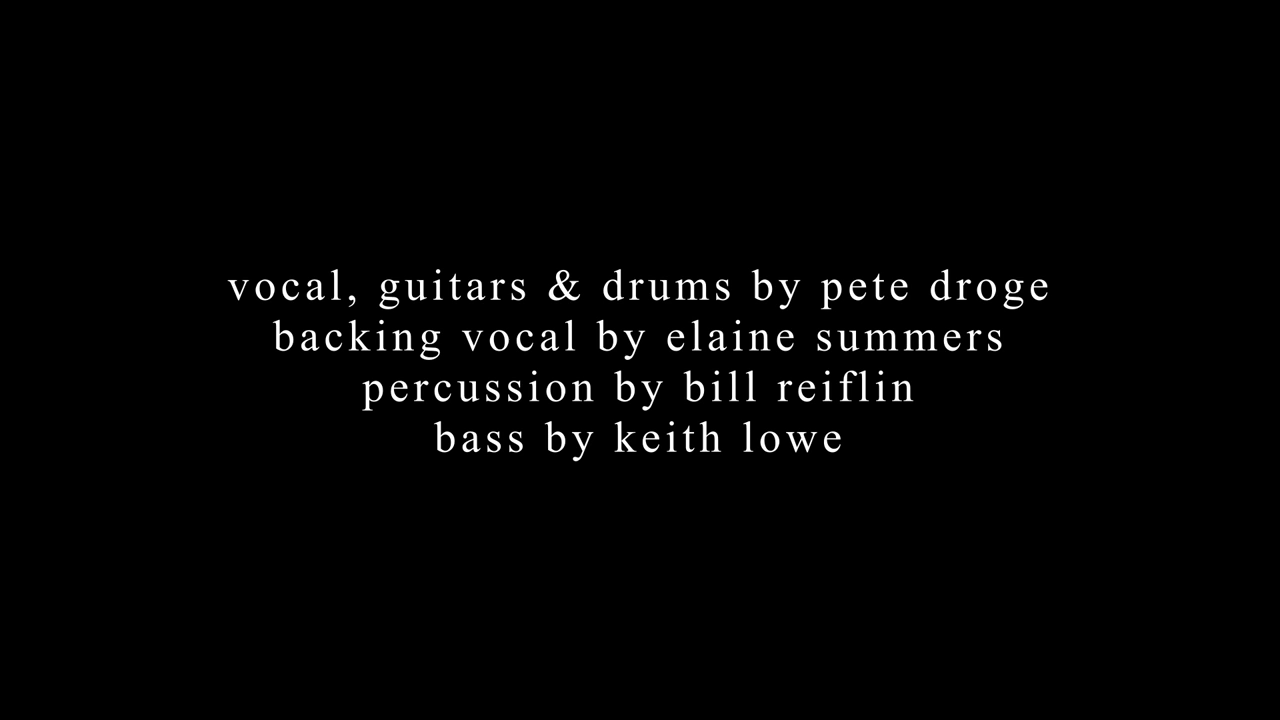 vocal, guitars & drums by pete droge
backing vocal by elaine summers
percussion by bill reiflin
bass by keith lowe